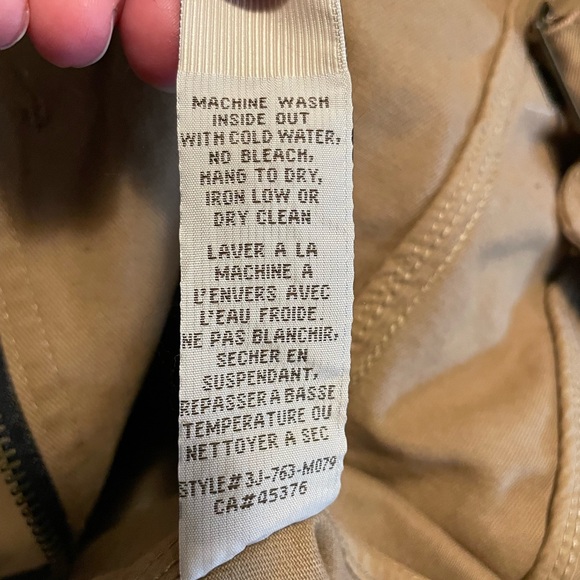 MACHINE WASH
INSIDE OUT
WITH COLD WATER,
NO BLEACH,
HANG TO DRY,
IRON LOW OR
DRY CLEAN
LAVER A LA
MACHINE A
L'ENVERS AVEC
L'EAU FROIDE.
NE PAS BLANCHIR,
SECHER EN
SUSPENDANT,
REPASSER A BASSE
TEMPERATURE OU
NETTOYER A SEC
STYLE# 3J-763-M079
CA#45376